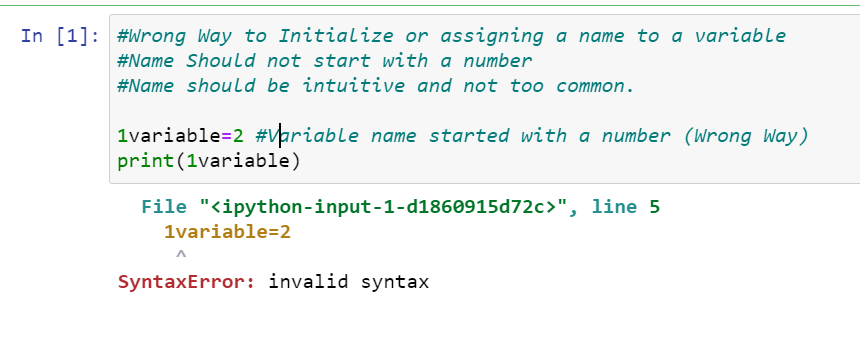 In [1]: #Wrong Way to Initialize or assigning a name to a variable
#Name Should not start with a number
#Name should be intuitive and not too common.
1variable=2 #Variable name started with a number (Wrong Way)
print(1variable)
File "<ipython-input-1-d1860915d72c>", line 5
1variable=2
^
SyntaxError: invalid syntax